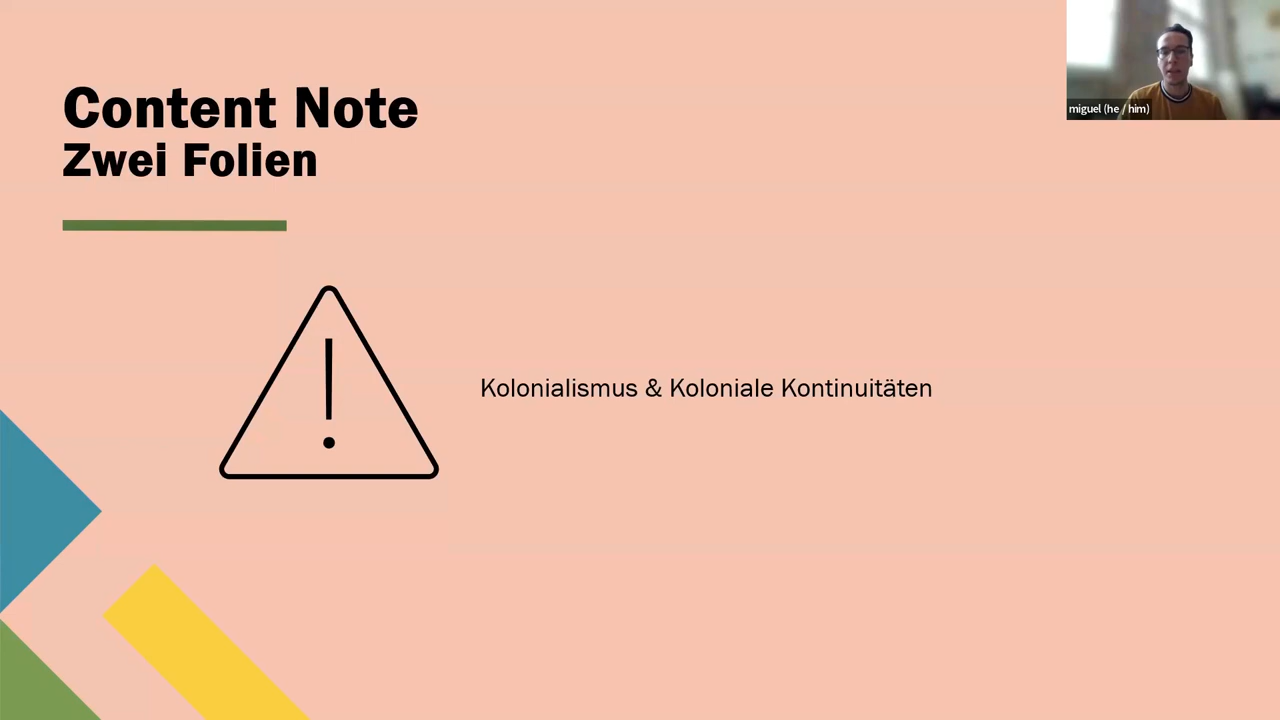 Content Note
Zwei Folien
miguel (he / him)
Kolonialismus & Koloniale Kontinuitäten